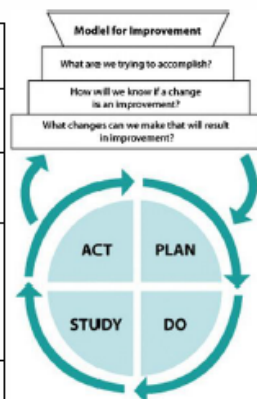 Model for Improvement
What are we trying to accomplish?
How will we know if a change
is an improvement?
What changes can we make that will result
in improvement?
ACT
PLAN
STUDY
DO